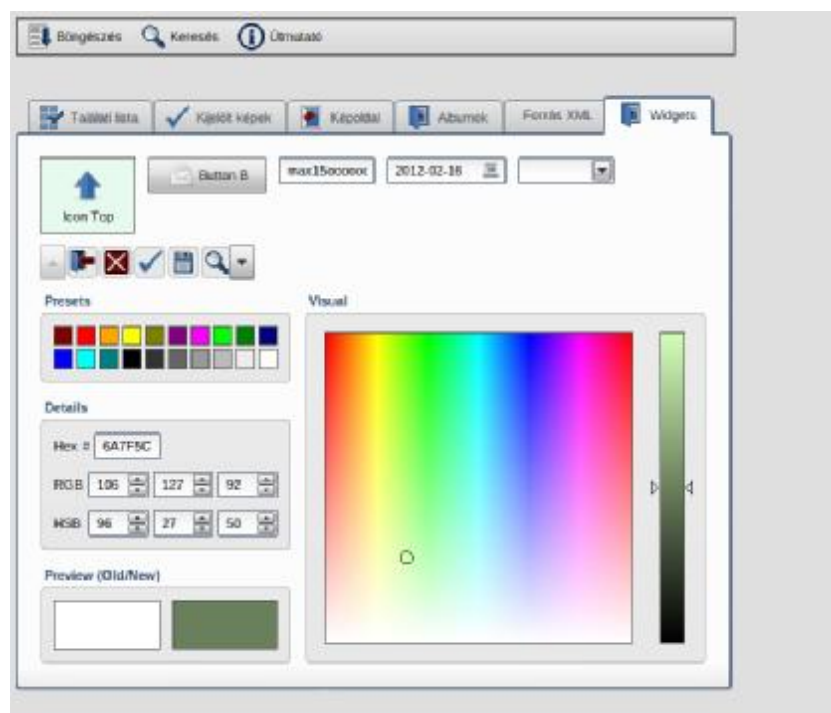 Böngészés Keresés Útmutató
Találati lista Kijelölt képek Képoldal Albumok Forrás XML Widgets
Icon Top Button B max15ooooox 2012-02-16
Presets
Visual
Details
Hex # 6A7F5C
RGB 106 127 92
HSB 96 27 50
Preview (Old/New)